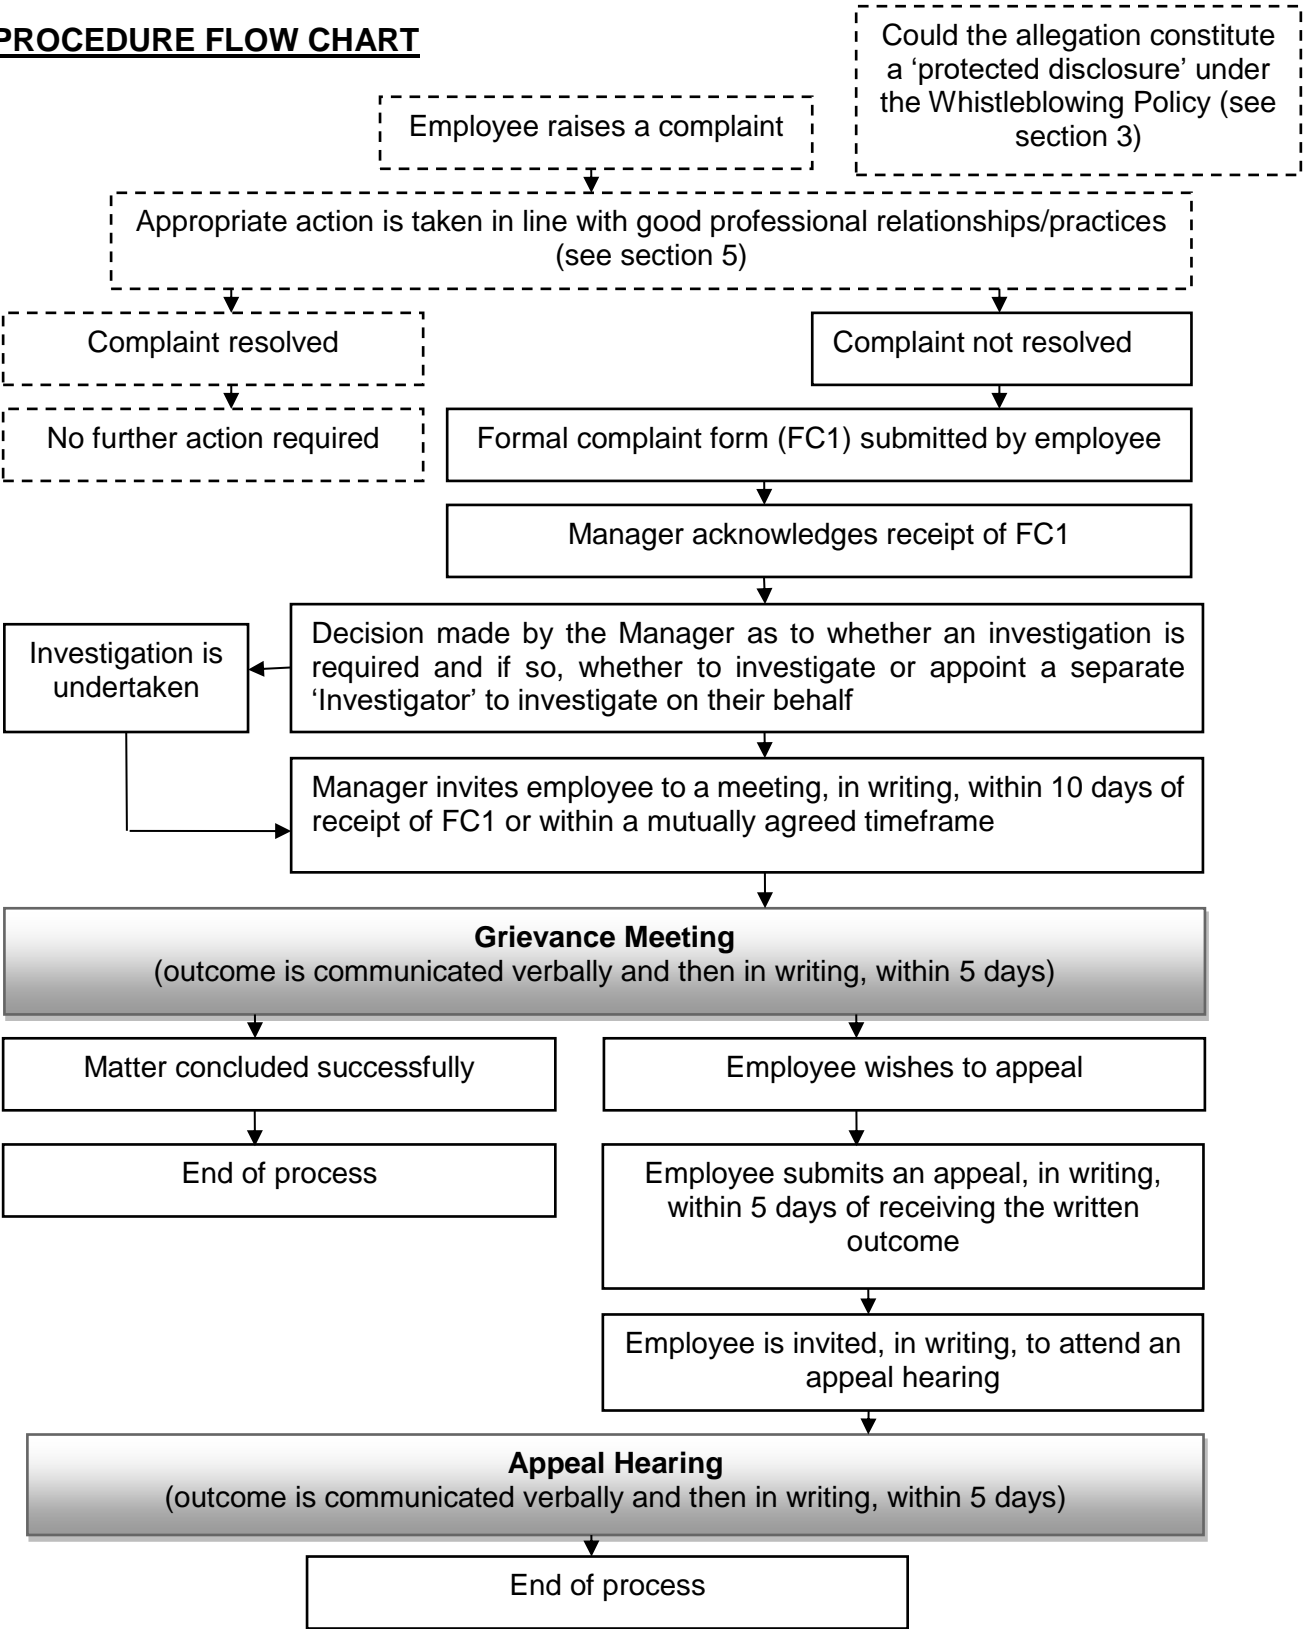 PROCEDURE FLOW CHART
Could the allegation constitute
a ‘protected disclosure’ under
the Whistleblowing Policy (see
section 3)
Employee raises a complaint
Appropriate action is taken in line with good professional relationships/practices
(see section 5)
Complaint resolved
Complaint not resolved
No further action required
Formal complaint form (FC1) submitted by employee
Manager acknowledges receipt of FC1
Investigation is
undertaken
Decision made by the Manager as to whether an investigation is
required and if so, whether to investigate or appoint a separate
‘Investigator’ to investigate on their behalf
Manager invites employee to a meeting, in writing, within 10 days of
receipt of FC1 or within a mutually agreed timeframe
Grievance Meeting
(outcome is communicated verbally and then in writing, within 5 days)
Matter concluded successfully
Employee wishes to appeal
End of process
Employee submits an appeal, in writing,
within 5 days of receiving the written
outcome
Employee is invited, in writing, to attend an
appeal hearing
Appeal Hearing
(outcome is communicated verbally and then in writing, within 5 days)
End of process